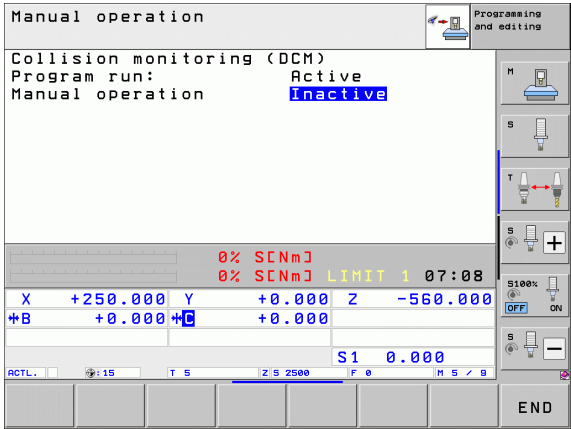 Manual operation
Programming
and editing
Collision monitoring (DCM)
Program run: Active
Manual operation Inactive
M
S
T
S
S100%
OFF ON
S
0% S[Nm]
0% S[Nm] LIMIT 1 07:08
X +250.000 Y +0.000 Z -560.000
B +0.000 C +0.000
S1 0.000
ACTL. : 15 T 5 Z S 2500 F 0 M 5 / 9
END